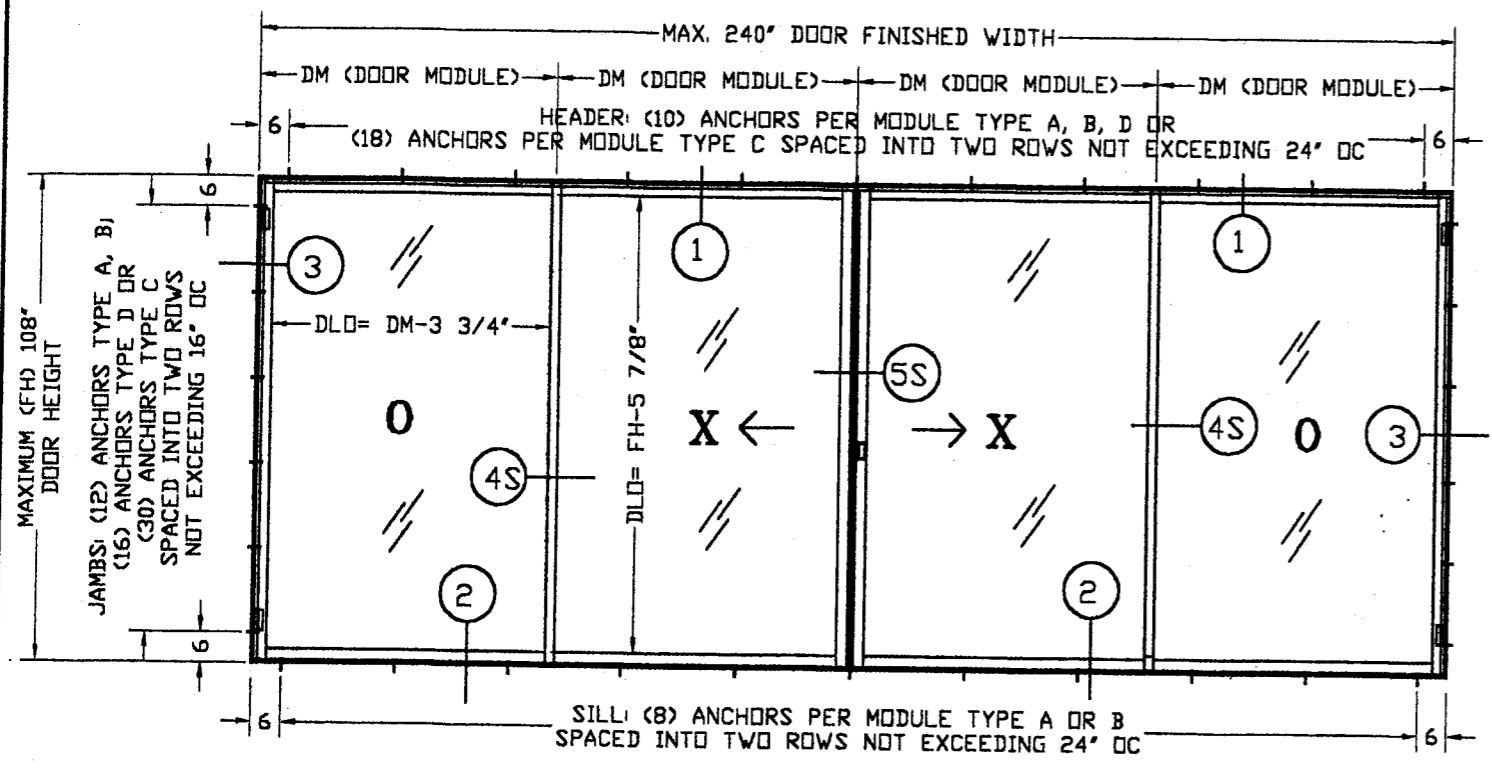 MAX. 240" DOOR FINISHED WIDTH
DM (DOOR MODULE)
DM (DOOR MODULE)
DM (DOOR MODULE)
DM (DOOR MODULE)
HEADER: (10) ANCHORS PER MODULE TYPE A, B, D OR
6
(18) ANCHORS PER MODULE TYPE C SPACED INTO TWO ROWS NOT EXCEEDING 24" OC
6
6
MAXIMUM (FH) 108"
DOOR HEIGHT
JAMBS: (12) ANCHORS TYPE A, B;
(16) ANCHORS TYPE D OR
(30) ANCHORS TYPE C
SPACED INTO TWO ROWS
NOT EXCEEDING 16" OC
6
3
1
1
DLO= DM-3 3/4"
DLO= FH-5 7/8"
5S
O
X
X
4S
O
3
4S
2
2
6
SILL: (8) ANCHORS PER MODULE TYPE A OR B
SPACED INTO TWO ROWS NOT EXCEEDING 24" OC
6